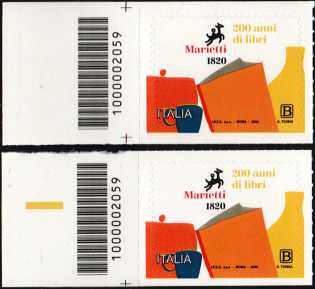 1000002059
200 anni
di libri
Marietti
1820
ITALIA
B
1000002059
200 anni
di libri
Marietti
1820
ITALIA
B